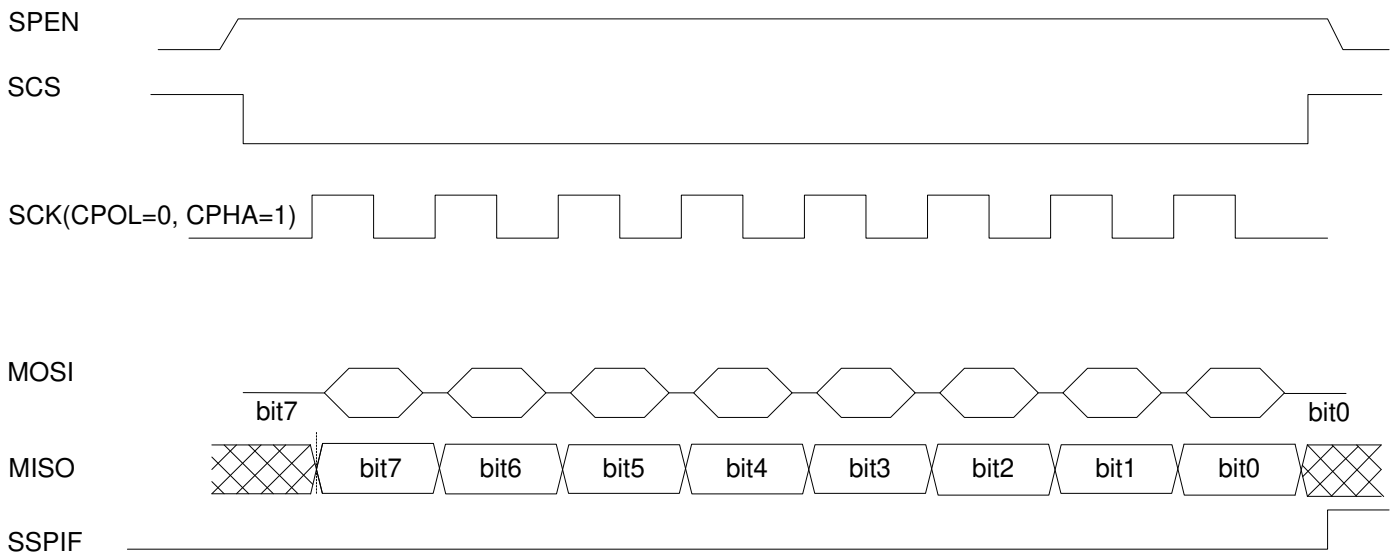 SPEN
SCS
SCK(CPOL=0, CPHA=1)
MOSI
bit7
bit0
MISO
bit7 bit6 bit5 bit4 bit3 bit2 bit1 bit0
SSPIF